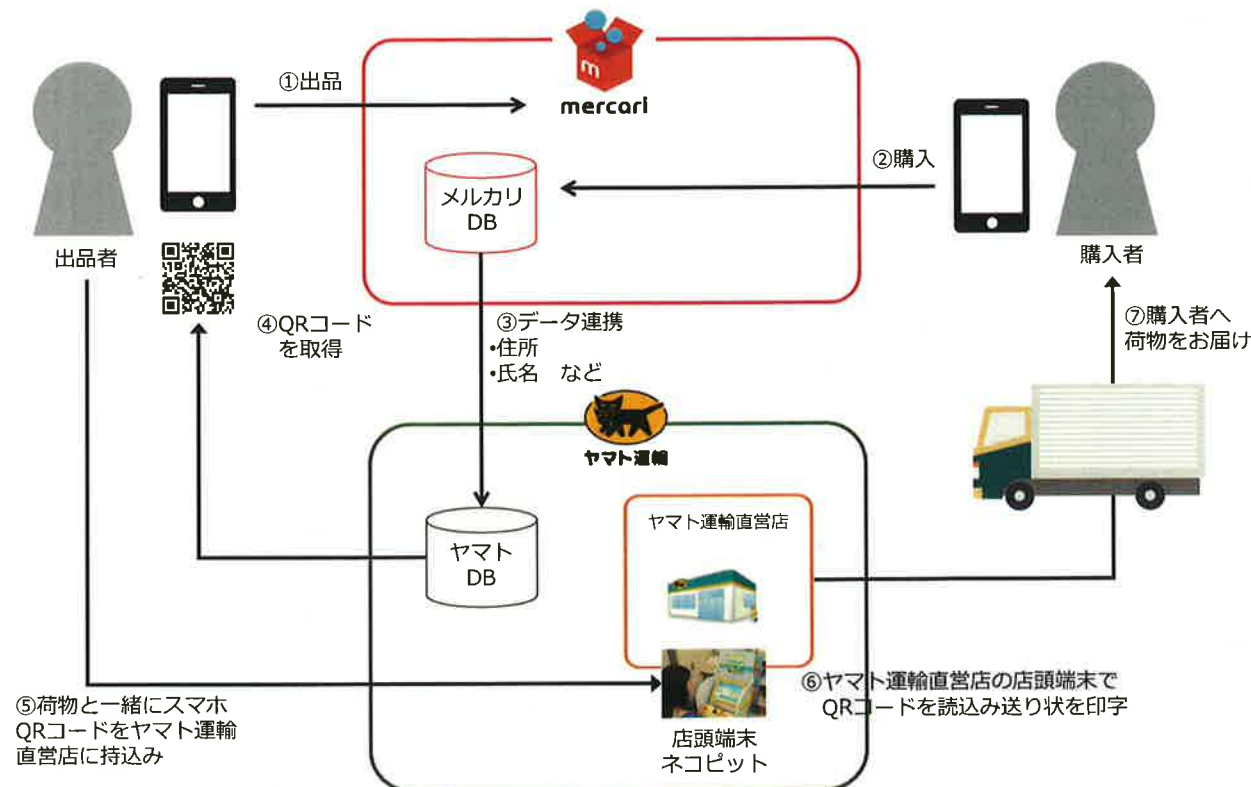 mercari
①出品
②購入
メルカリ
DB
出品者
購入者
③データ連携
・住所
・氏名　など
④QRコード
を取得
⑦購入者へ
荷物をお届け
ヤマト運輸
ヤマト運輸直営店
ヤマト
DB
⑤荷物と一緒にスマホ
QRコードをヤマト運輸
直営店に持込み
⑥ヤマト運輸直営店の店頭端末で
QRコードを読込み送り状を印字
店頭端末
ネコピット